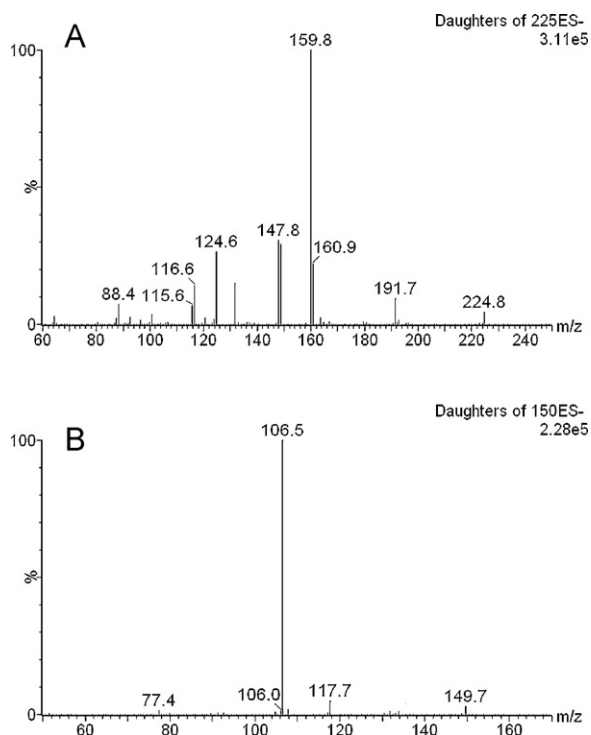 A
Daughters of 225ES-
3.11e5
100
%
0
159.8
147.8
124.6
160.9
116.6
115.6
88.4
191.7
224.8
60 80 100 120 140 160 180 200 220 240 m/z
B
Daughters of 150ES-
2.28e5
100
%
0
106.5
77.4
106.0
117.7
149.7
60 80 100 120 140 160 m/z